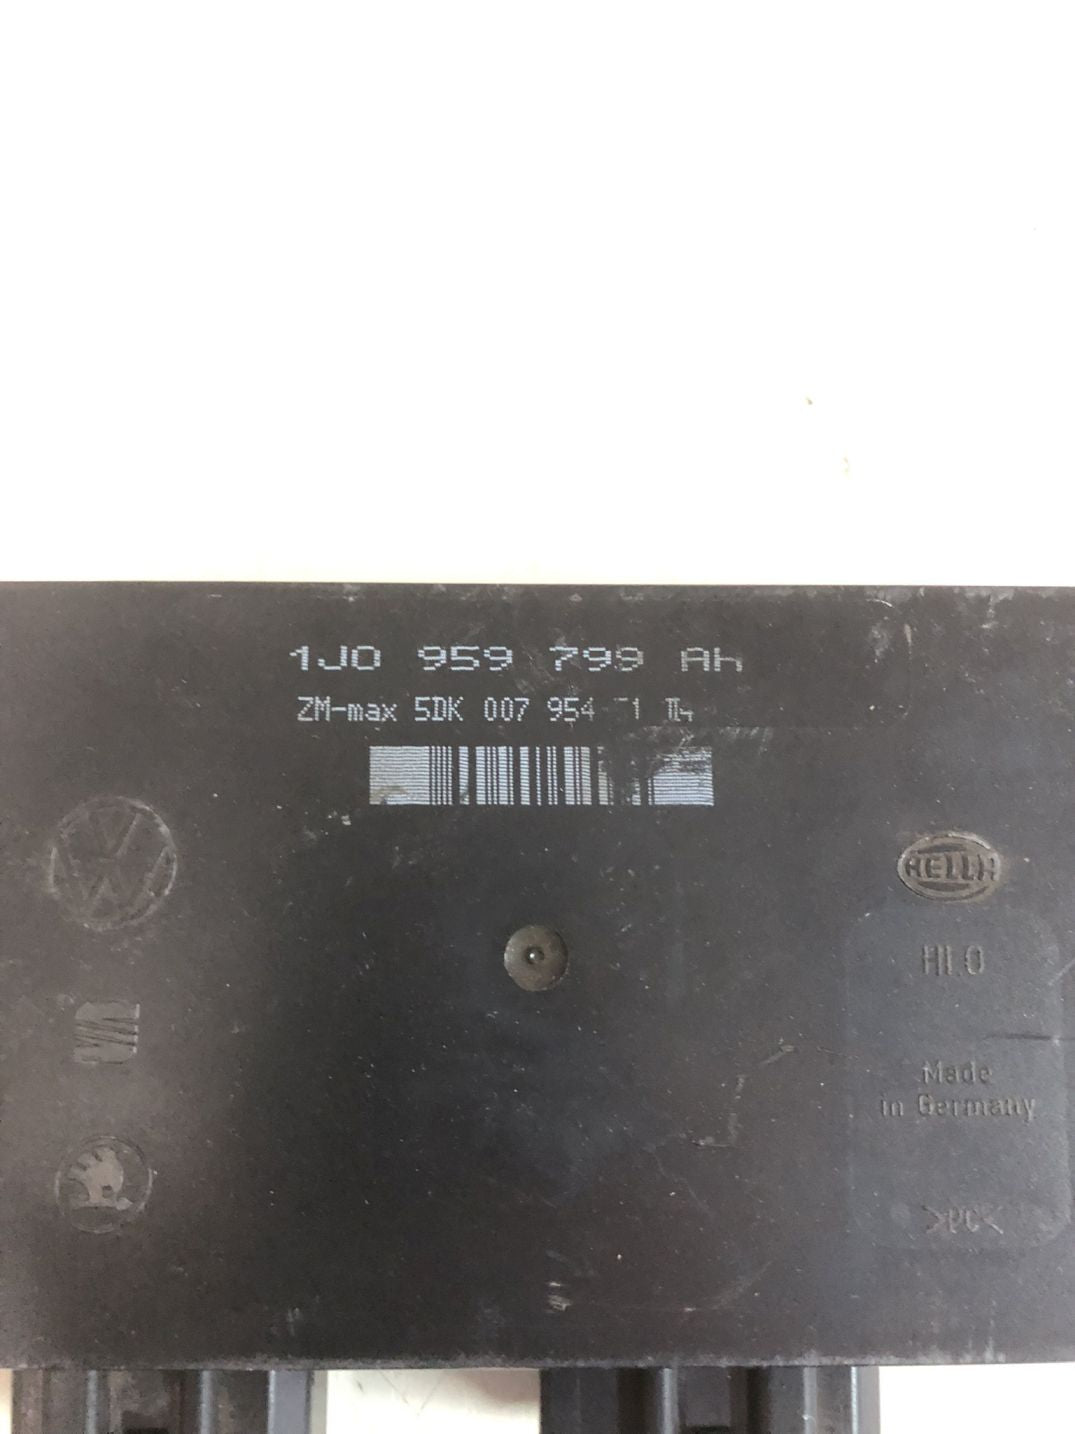 1J0 959 799 Ah
ZM-max 5DK 007 954
HELLA
HLO
Made
in Germany
>PC<